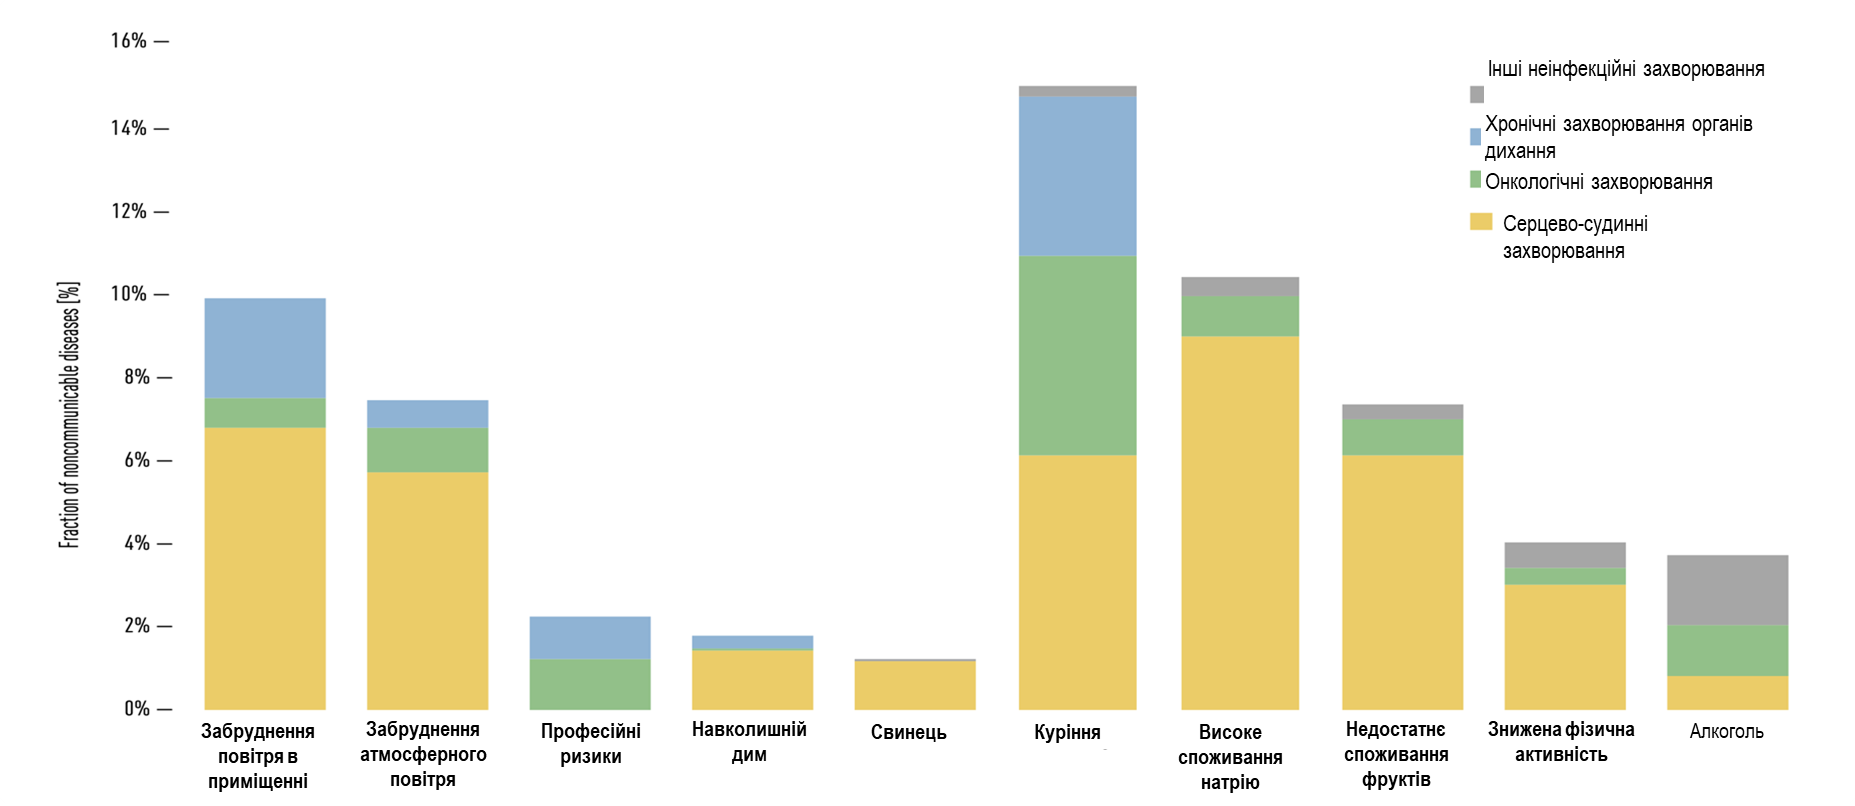 16%
14%
12%
10%
8%
6%
4%
2%
0%
Fraction of noncommunicable diseases [%]
Інші неінфекційні захворювання
Хронічні захворювання органів
дихання
Онкологічні захворювання
Серцево-судинні
захворювання
Забруднення
повітря в
приміщенні
Забруднення
атмосферного
повітря
Професійні
ризики
Навколишній
дим
Свинець
Куріння
Високе
споживання
натрію
Недостатнє
споживання
фруктів
Знижена фізична
активність
Алкоголь